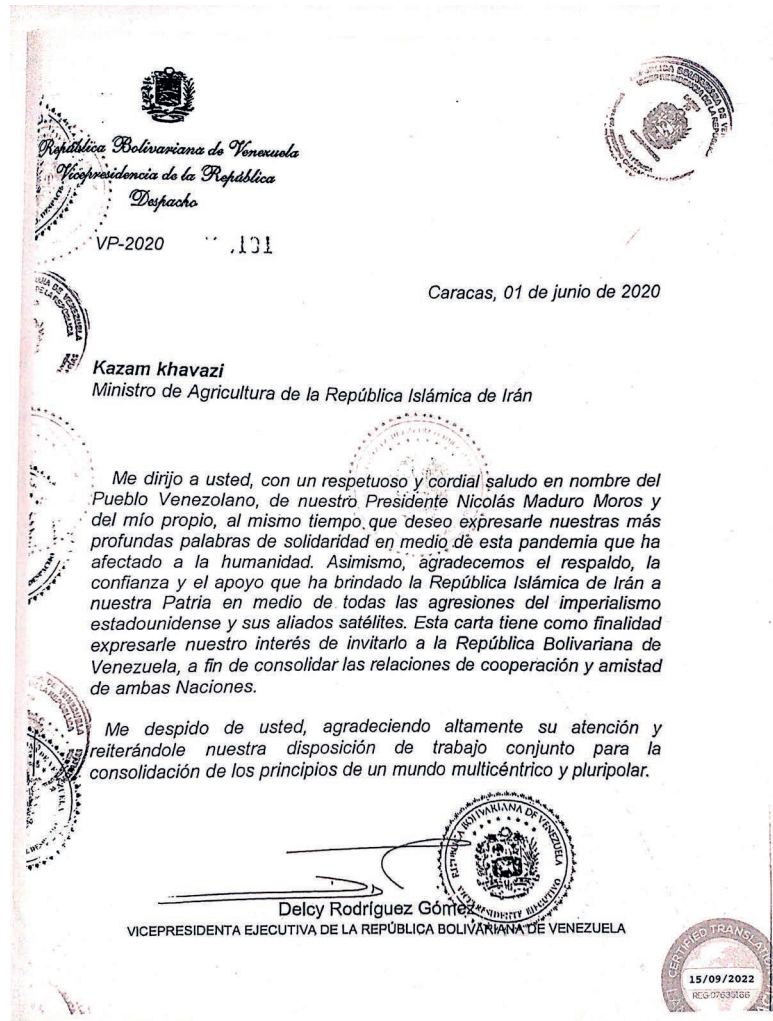 República Bolivariana de Venezuela
Vicepresidencia de la República
Despacho
VP-2020
Caracas, 01 de junio de 2020
Kazam khavazi
Ministro de Agricultura de la República Islámica de Irán
Me dirijo a usted, con un respetuoso y cordial saludo en nombre del
Pueblo Venezolano, de nuestro Presidente Nicolás Maduro Moros y
del mío propio, al mismo tiempo que deseo expresarle nuestras más
profundas palabras de solidaridad en medio de esta pandemia que ha
afectado a la humanidad. Asimismo, agradecemos el respaldo, la
confianza y el apoyo que ha brindado la República Islámica de Irán a
nuestra Patria en medio de todas las agresiones del imperialismo
estadounidense y sus aliados satélites. Esta carta tiene como finalidad
expresarle nuestro interés de invitarlo a la República Bolivariana de
Venezuela, a fin de consolidar las relaciones de cooperación y amistad
de ambas Naciones.
Me despido de usted, agradeciendo altamente su atención y
reiterándole nuestra disposición de trabajo conjunto para la
consolidación de los principios de un mundo multicéntrico y pluripolar.
REPÚBLICA BOLIVARIANA DE VENEZUELA
VICEPRESIDENTE EJECUTIVO
Delcy Rodríguez Gómez
VICEPRESIDENTA EJECUTIVA DE LA REPÚBLICA BOLIVARIANA DE VENEZUELA
CERTIFIED TRANSLATION
15/09/2022